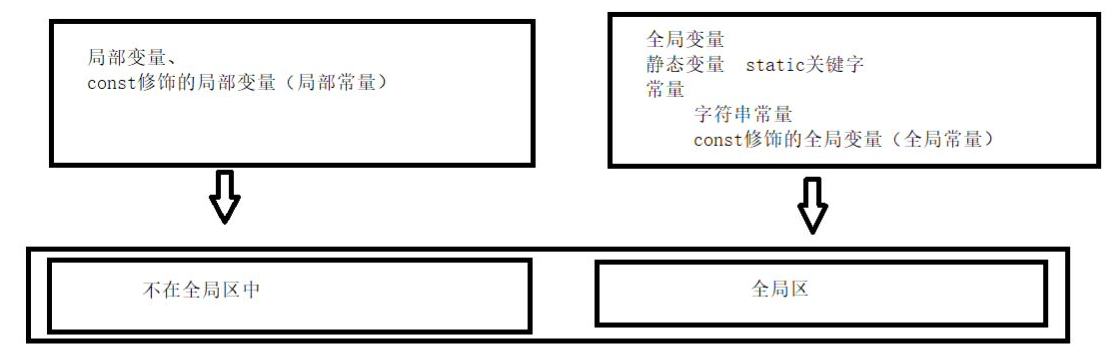 局部变量、
const修饰的局部变量（局部常量）
全局变量
静态变量  static关键字
常量
字符串常量
const修饰的全局变量（全局常量）
不在全局区中
全局区